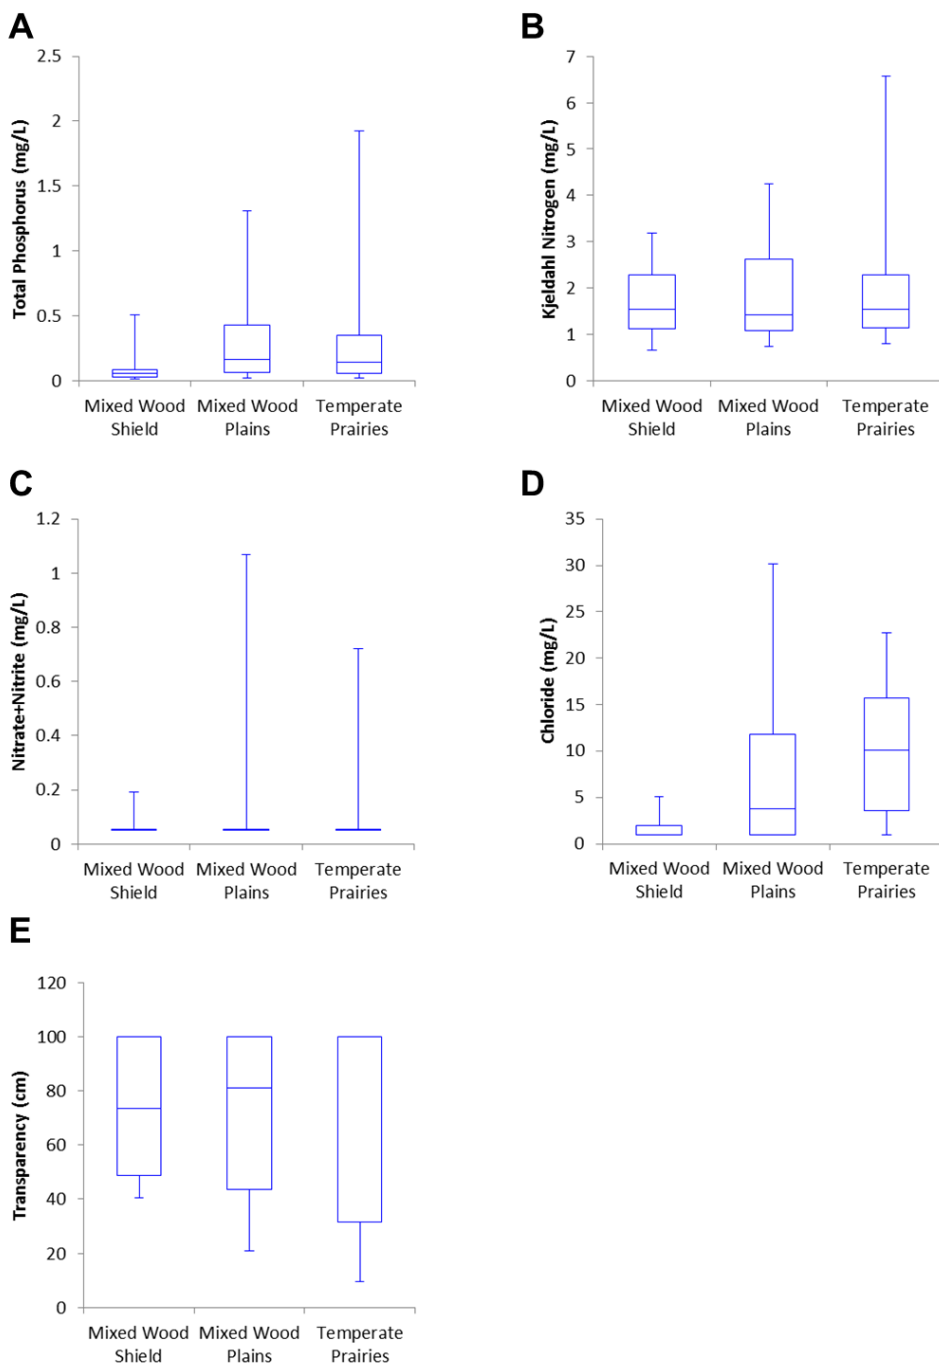 A
Total Phosphorus (mg/L)
2.5
2
1.5
1
0.5
0
Mixed Wood Shield
Mixed Wood Plains
Temperate Prairies
B
Kjeldahl Nitrogen (mg/L)
7
6
5
4
3
2
1
0
Mixed Wood Shield
Mixed Wood Plains
Temperate Prairies
C
Nitrate+Nitrite (mg/L)
1.2
1
0.8
0.6
0.4
0.2
0
Mixed Wood Shield
Mixed Wood Plains
Temperate Prairies
D
Chloride (mg/L)
35
30
25
20
15
10
5
0
Mixed Wood Shield
Mixed Wood Plains
Temperate Prairies
E
Transparency (cm)
120
100
80
60
40
20
0
Mixed Wood Shield
Mixed Wood Plains
Temperate Prairies